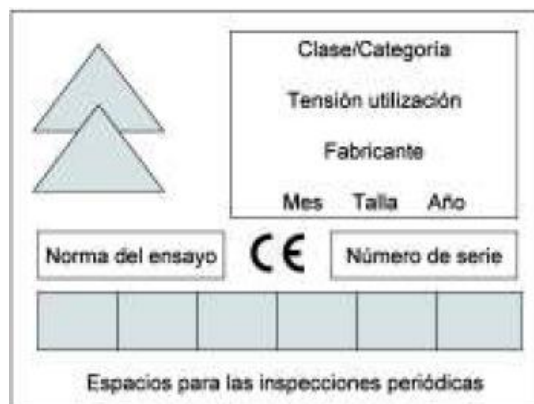 Clase/Categoría
Tensión utilización
Fabricante
Mes Talla Año
Norma del ensayo CE Número de serie
Espacios para las inspecciones periódicas